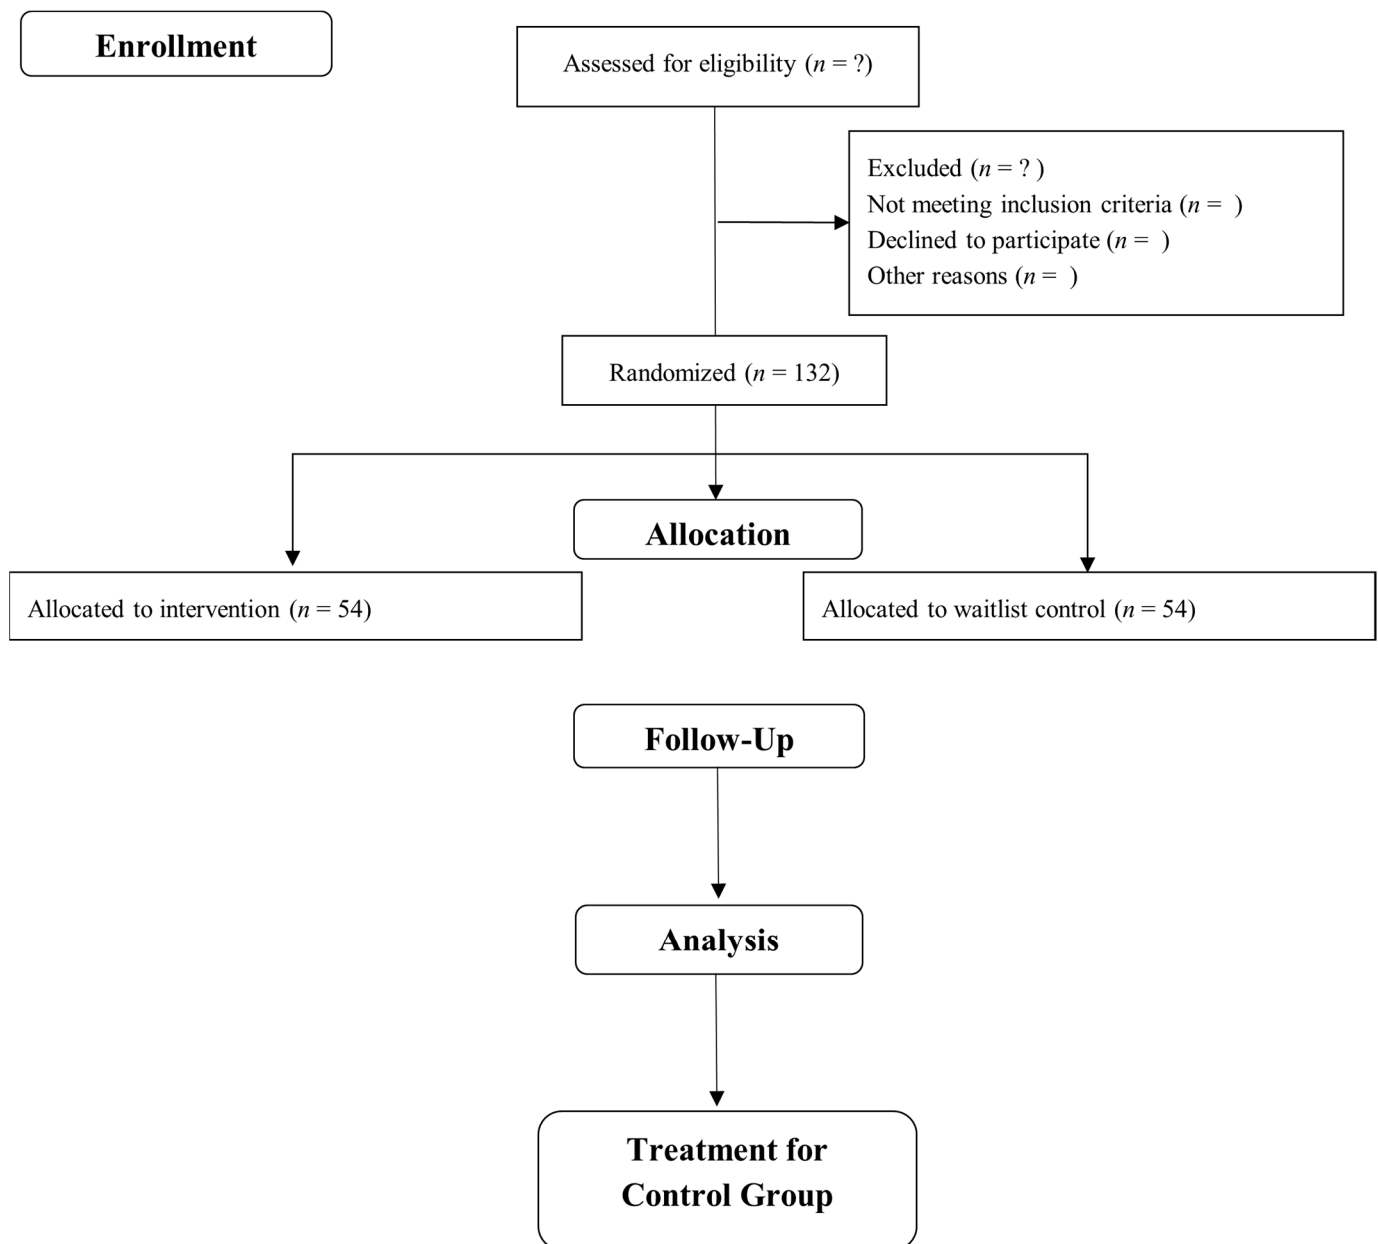 Enrollment
Assessed for eligibility (n = ?)
Excluded (n = ? )
Not meeting inclusion criteria (n =  )
Declined to participate (n =  )
Other reasons (n =  )
Randomized (n = 132)
Allocation
Allocated to intervention (n = 54)
Allocated to waitlist control (n = 54)
Follow-Up
Analysis
Treatment for
Control Group